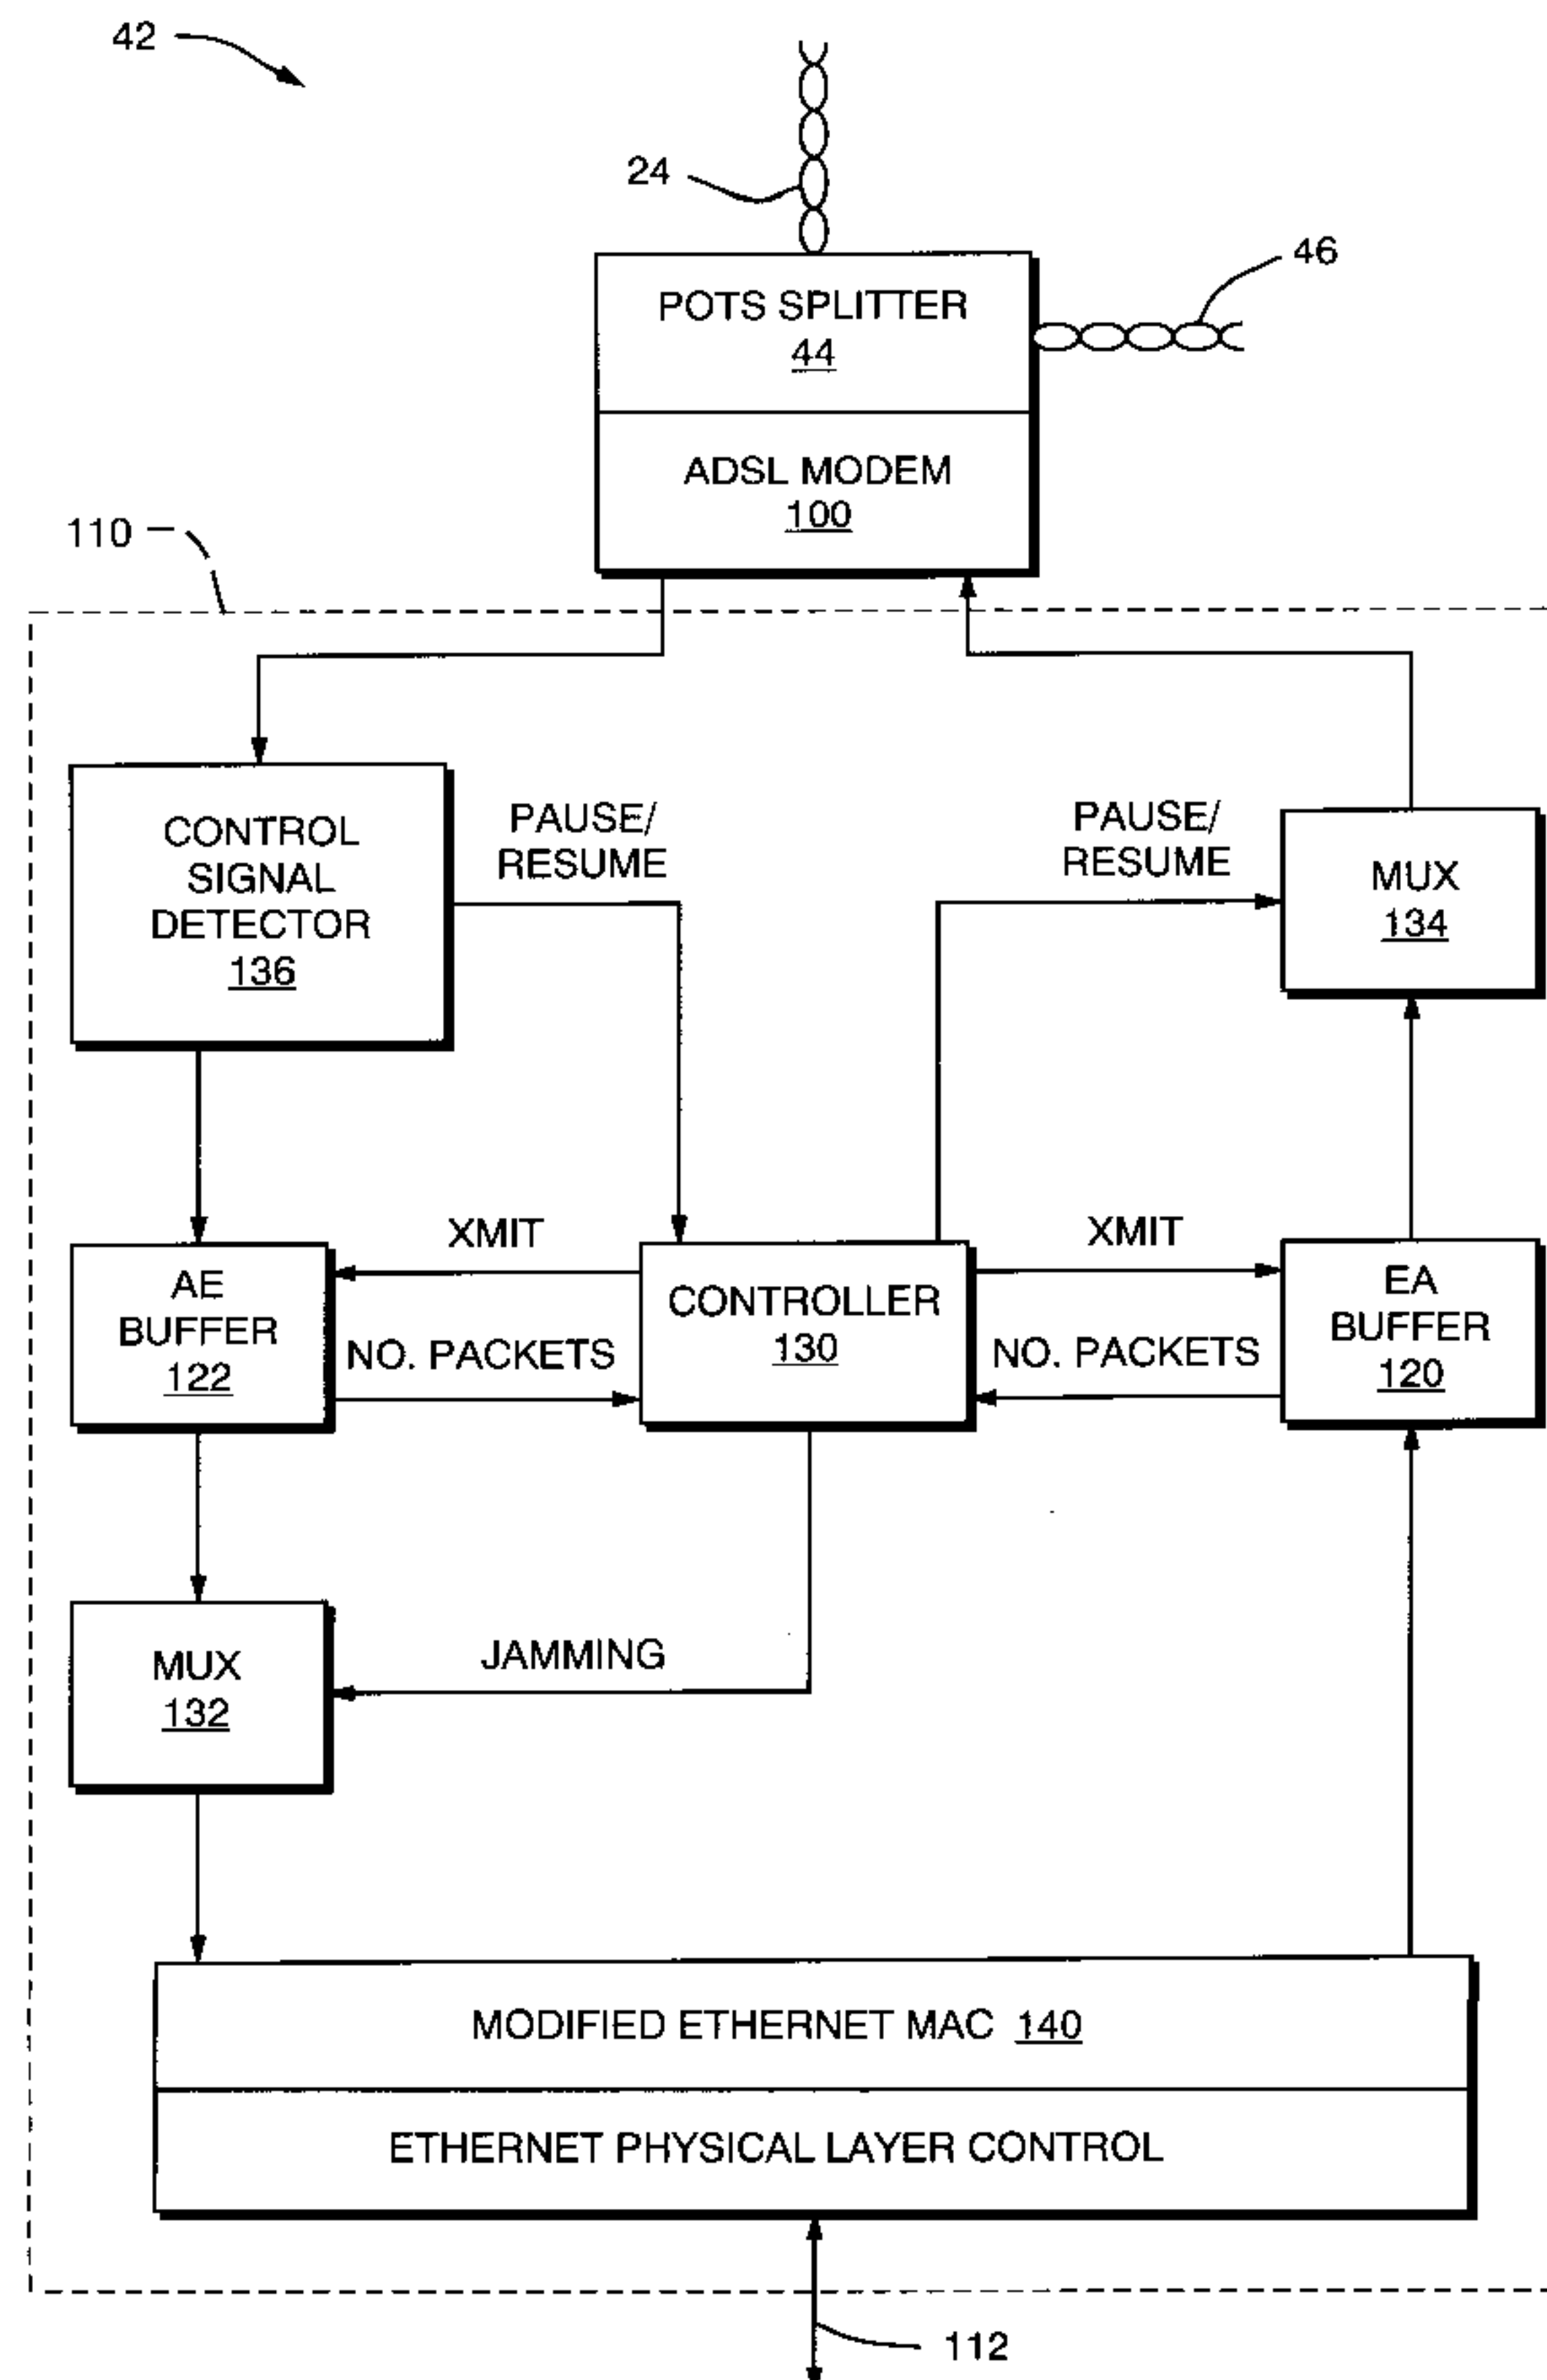 42
24
46
POTS SPLITTER
44
ADSL MODEM
100
110
CONTROL
SIGNAL
DETECTOR
136
PAUSE/
RESUME
PAUSE/
RESUME
MUX
134
AE
BUFFER
122
XMIT
NO. PACKETS
CONTROLLER
130
XMIT
NO. PACKETS
EA
BUFFER
120
MUX
132
JAMMING
MODIFIED ETHERNET MAC 140
ETHERNET PHYSICAL LAYER CONTROL
112